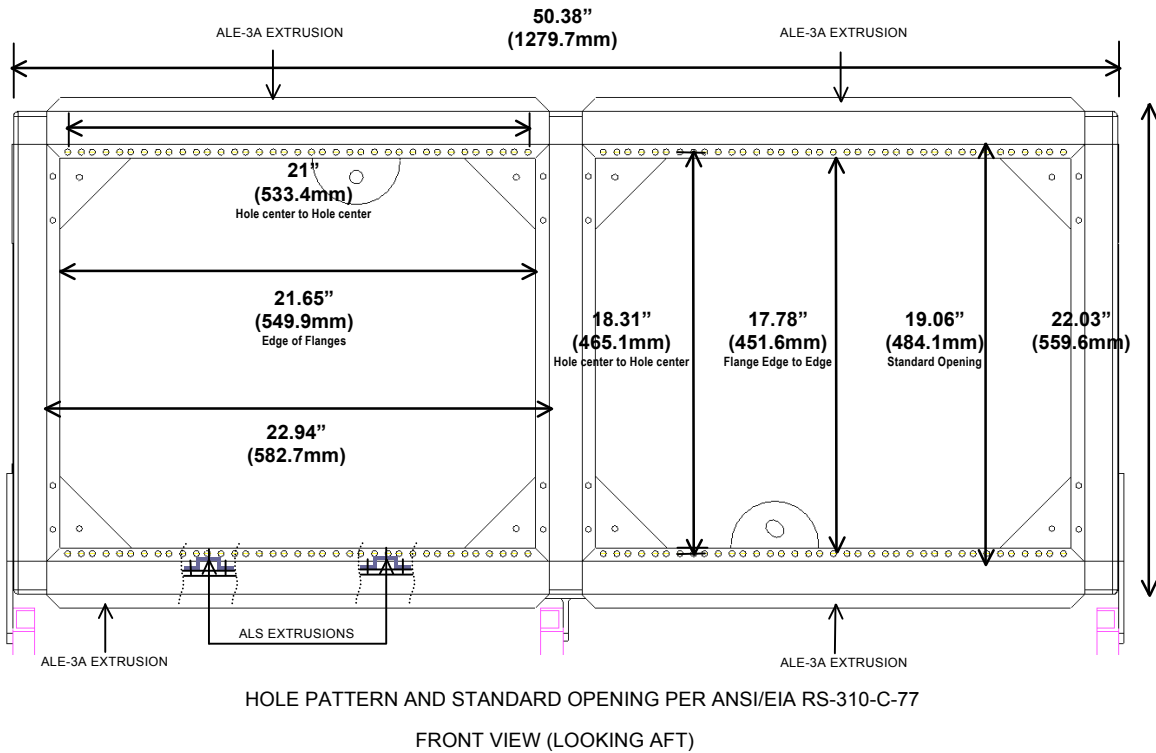 50.38”
(1279.7mm)
ALE-3A EXTRUSION
ALE-3A EXTRUSION
21”
(533.4mm)
Hole center to Hole center
21.65”
(549.9mm)
Edge of Flanges
22.94”
(582.7mm)
18.31”
(465.1mm)
Hole center to Hole center
17.78”
(451.6mm)
Flange Edge to Edge
19.06”
(484.1mm)
Standard Opening
22.03”
(559.6mm)
ALS EXTRUSIONS
ALE-3A EXTRUSION
ALE-3A EXTRUSION
HOLE PATTERN AND STANDARD OPENING PER ANSI/EIA RS-310-C-77
FRONT VIEW (LOOKING AFT)